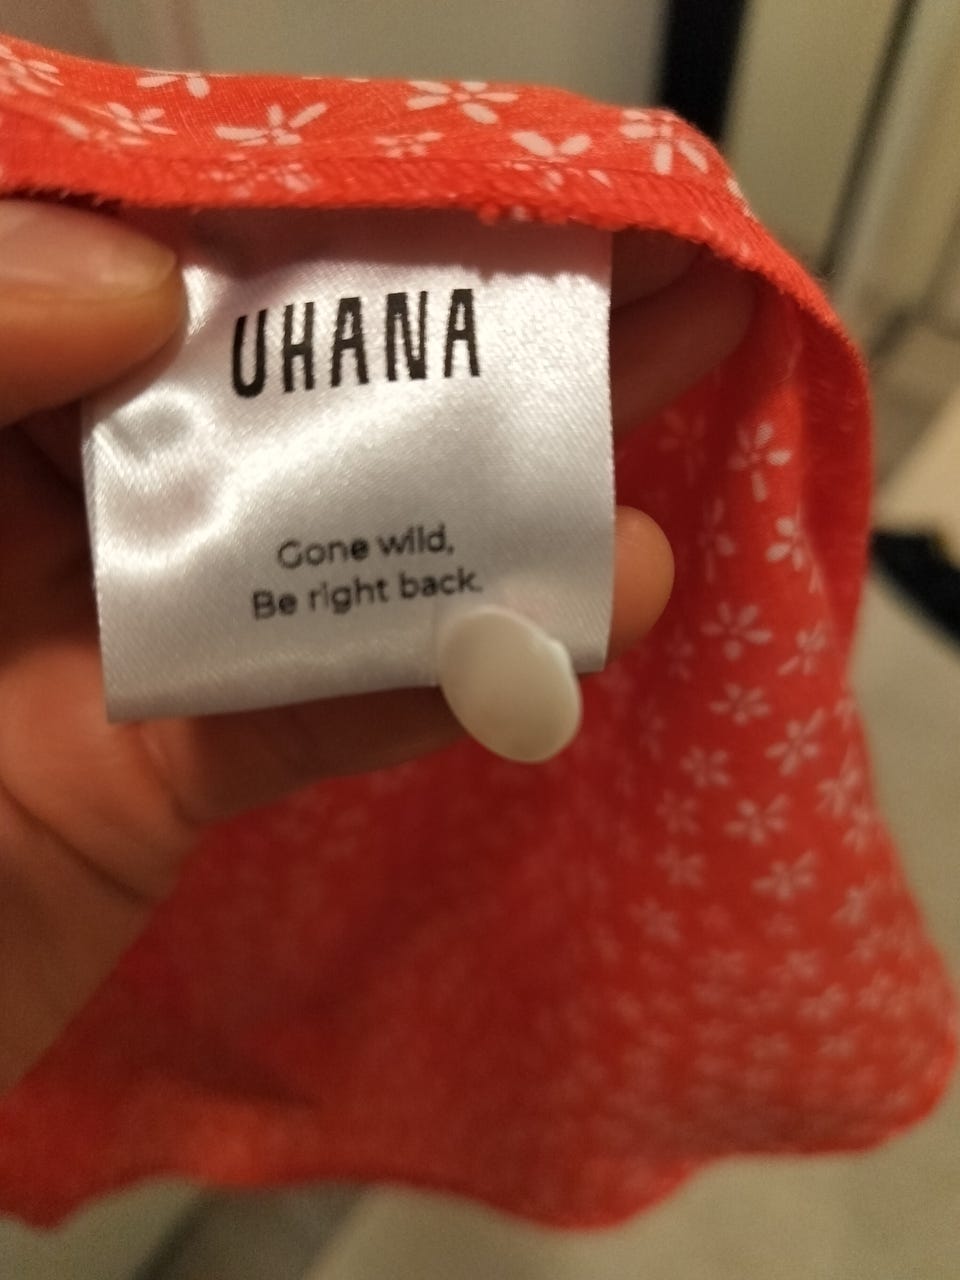 UHANA
Gone wild,
Be right back.